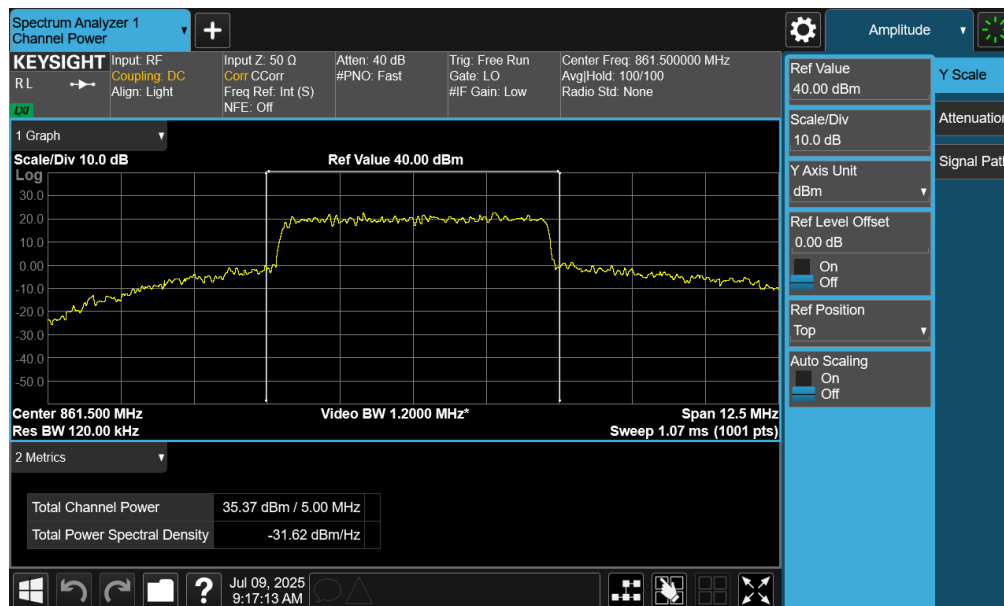 Spectrum Analyzer 1
Channel Power
Amplitude
KEYSIGHT
R L
LXI
Input: RF
Coupling: DC
Align: Light
Input Z: 50 Ω
Corr CCorr
Freq Ref: Int (S)
NFE: Off
Atten: 40 dB
#PNO: Fast
Trig: Free Run
Gate: LO
#IF Gain: Low
Center Freq: 861.500000 MHz
Avg|Hold: 100/100
Radio Std: None
1 Graph
Scale/Div 10.0 dB
Ref Value 40.00 dBm
Log
30.0
20.0
10.0
0.00
-10.0
-20.0
-30.0
-40.0
-50.0
Center 861.500 MHz
Video BW 1.2000 MHz*
Span 12.5 MHz
Res BW 120.00 kHz
Sweep 1.07 ms (1001 pts)
2 Metrics
Total Channel Power 35.37 dBm / 5.00 MHz
Total Power Spectral Density -31.62 dBm/Hz
?
Jul 09, 2025
9:17:13 AM
Ref Value
40.00 dBm
Scale/Div
10.0 dB
Y Axis Unit
dBm
Ref Level Offset
0.00 dB
On
Off
Ref Position
Top
Auto Scaling
On
Off
Y Scale
Attenuation
Signal Path